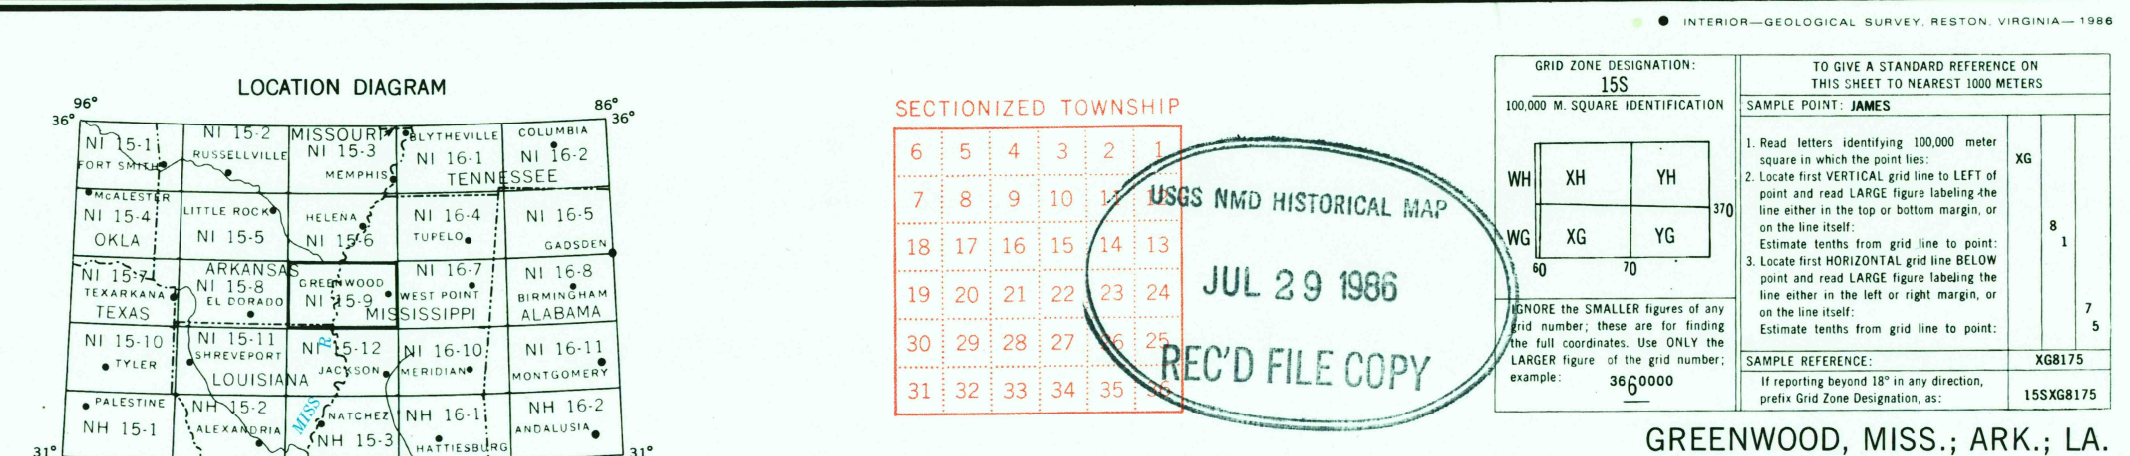 INTERIOR—GEOLOGICAL SURVEY, RESTON, VIRGINIA—1986
LOCATION DIAGRAM
96°
86°
36°
36°
NI 15-1
FORT SMITH
NI 15-2
RUSSELLVILLE
MISSOURI
NI 15-3
MEMPHIS
BLYTHEVILLE
NI 16-1
TENNESSEE
COLUMBIA
NI 16-2
McALESTER
NI 15-4
OKLA
LITTLE ROCK
NI 15-5
HELENA
NI 15-6
NI 16-4
TUPELO
NI 16-5
GADSDEN
NI 15-7
TEXARKANA
TEXAS
ARKANSAS
NI 15-8
EL DORADO
GREENWOOD
NI 15-9
NI 16-7
WEST POINT
MISSISSIPPI
NI 16-8
BIRMINGHAM
ALABAMA
NI 15-10
TYLER
NI 15-11
SHREVEPORT
LOUISIANA
NI 15-12
JACKSON
R
NI 16-10
MERIDIAN
NI 16-11
MONTGOMERY
PALESTINE
NH 15-1
NH 15-2
ALEXANDRIA
MISS
NATCHEZ
NH 15-3
NH 16-1
HATTIESBURG
NH 16-2
ANDALUSIA
31°
31°
SECTIONIZED TOWNSHIP
6 5 4 3 2 1
7 8 9 10 11 12
18 17 16 15 14 13
19 20 21 22 23 24
30 29 28 27 26 25
31 32 33 34 35 36
USGS NMD HISTORICAL MAP
JUL 29 1986
REC'D FILE COPY
GRID ZONE DESIGNATION:
15S
100,000 M. SQUARE IDENTIFICATION
WH XH YH
370
WG XG YG
60 70
IGNORE the SMALLER figures of any
grid number; these are for finding
the full coordinates. Use ONLY the
LARGER figure of the grid number;
example: 3660000
TO GIVE A STANDARD REFERENCE ON
THIS SHEET TO NEAREST 1000 METERS
SAMPLE POINT: JAMES
1. Read letters identifying 100,000 meter
square in which the point lies: XG
2. Locate first VERTICAL grid line to LEFT of
point and read LARGE figure labeling the
line either in the top or bottom margin, or
on the line itself: 8
Estimate tenths from grid line to point: 1
3. Locate first HORIZONTAL grid line BELOW
point and read LARGE figure labeling the
line either in the left or right margin, or
on the line itself: 7
Estimate tenths from grid line to point: 5
SAMPLE REFERENCE: XG8175
If reporting beyond 18° in any direction,
prefix Grid Zone Designation, as: 15SXG8175
GREENWOOD, MISS.; ARK.; LA.